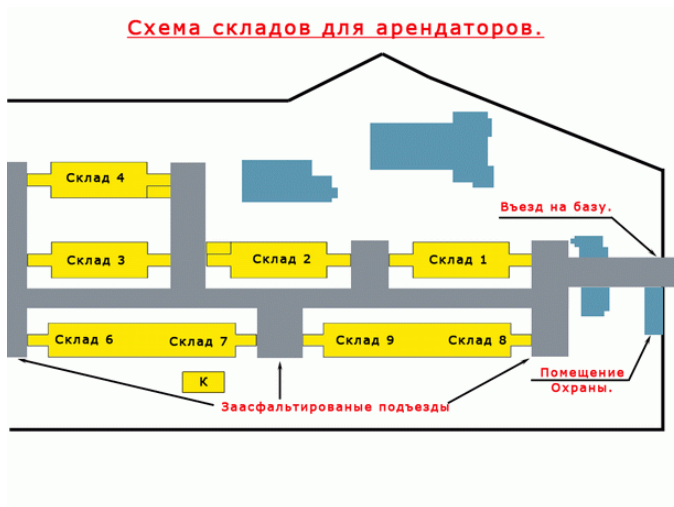 Схема складов для арендаторов.
Склад 4
Въезд на базу.
Склад 3
Склад 2
Склад 1
Склад 6
Склад 7
Склад 9
Склад 8
К
Помещение
Охраны.
Заасфальтированые подъезды